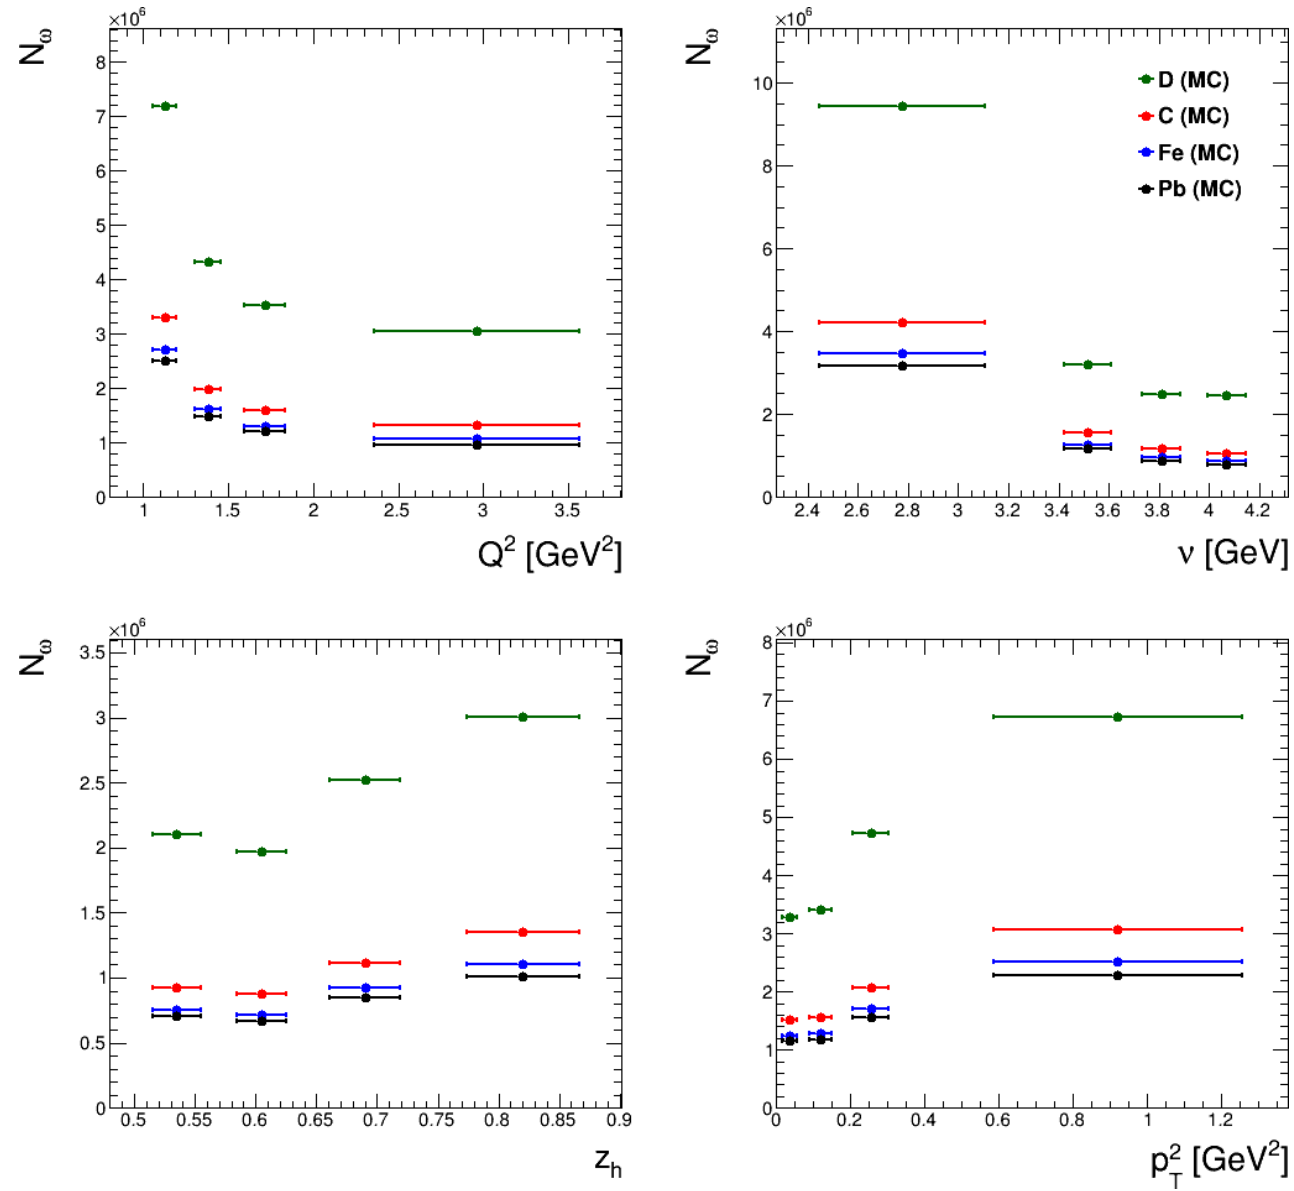 ×10⁶
N_ω
8
7
6
5
4
3
2
1
0
1 1.5 2 2.5 3 3.5
Q² [GeV²]
×10⁶
N_ω
10
8
6
4
2
0
2.4 2.6 2.8 3 3.2 3.4 3.6 3.8 4 4.2
ν [GeV]
D (MC)
C (MC)
Fe (MC)
Pb (MC)
×10⁶
N_ω
3.5
3
2.5
2
1.5
1
0.5
0
0.5 0.55 0.6 0.65 0.7 0.75 0.8 0.85 0.9
z_h
×10⁶
N_ω
8
7
6
5
4
3
2
1
0
0 0.2 0.4 0.6 0.8 1 1.2
p_T² [GeV²]